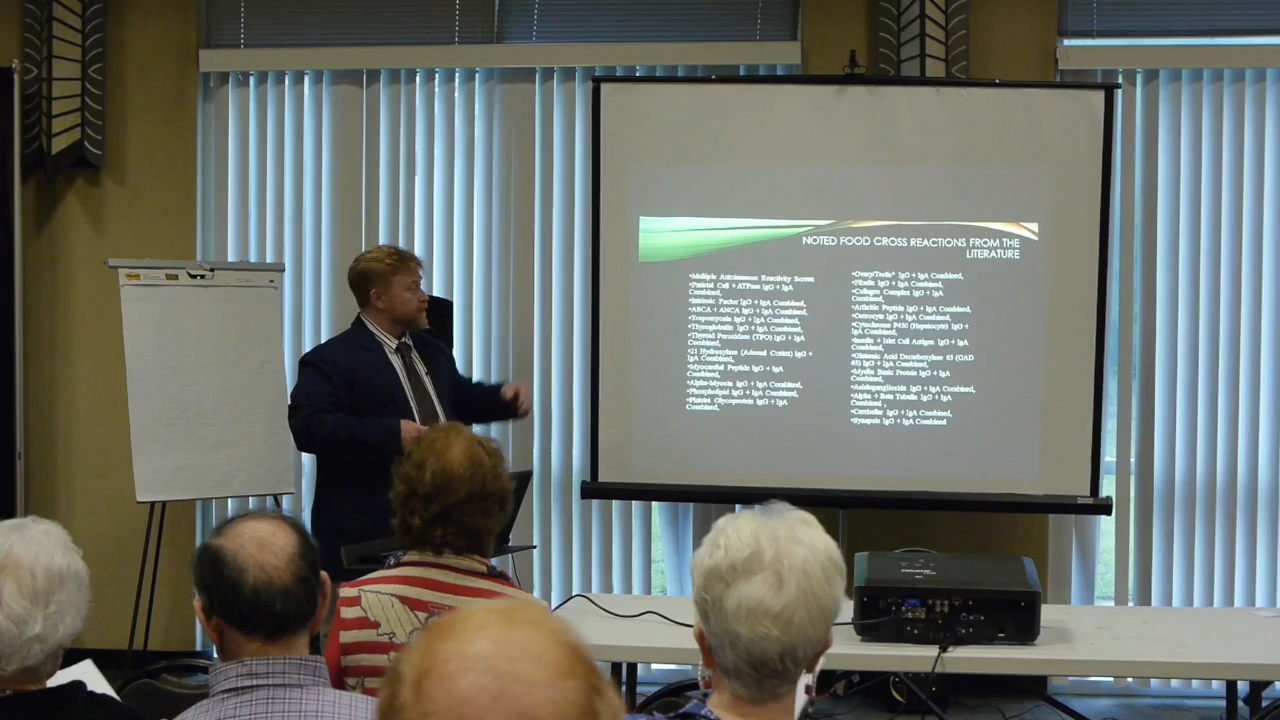 NOTED FOOD CROSS REACTIONS FROM THE
LITERATURE
•Multiple Autoimmune Reactivity Screen
•Parietal Cell + ATPase IgG + IgA
Combined,
•Intrinsic Factor IgG + IgA Combined,
•ASCA + ANCA IgG + IgA Combined,
•Tropomyosin IgG + IgA Combined,
•Thyroglobulin IgG + IgA Combined,
•Thyroid Peroxidase (TPO) IgG + IgA
Combined,
•21 Hydroxylase (Adrenal Cortex) IgG +
IgA Combined,
•Myocardial Peptide IgG + IgA
Combined,
•Alpha-Myosin IgG + IgA Combined,
•Phospholipid IgG + IgA Combined,
•Platelet Glycoprotein IgG + IgA
Combined,
•Ovary/Testis* IgG + IgA Combined,
•Fibulin IgG + IgA Combined,
•Collagen Complex IgG + IgA
Combined,
•Arthritic Peptide IgG + IgA Combined,
•Osteocyte IgG + IgA Combined,
•Cytochrome P450 (Hepatocyte) IgG +
IgA Combined,
•Insulin + Islet Cell Antigen IgG + IgA
Combined,
•Glutamic Acid Decarboxylase 65 (GAD
65) IgG + IgA Combined,
•Myelin Basic Protein IgG + IgA
Combined,
•Asialoganglioside IgG + IgA Combined,
•Alpha + Beta Tubulin IgG + IgA
Combined ,
•Cerebellar IgG + IgA Combined,
•Synapsin IgG + IgA Combined